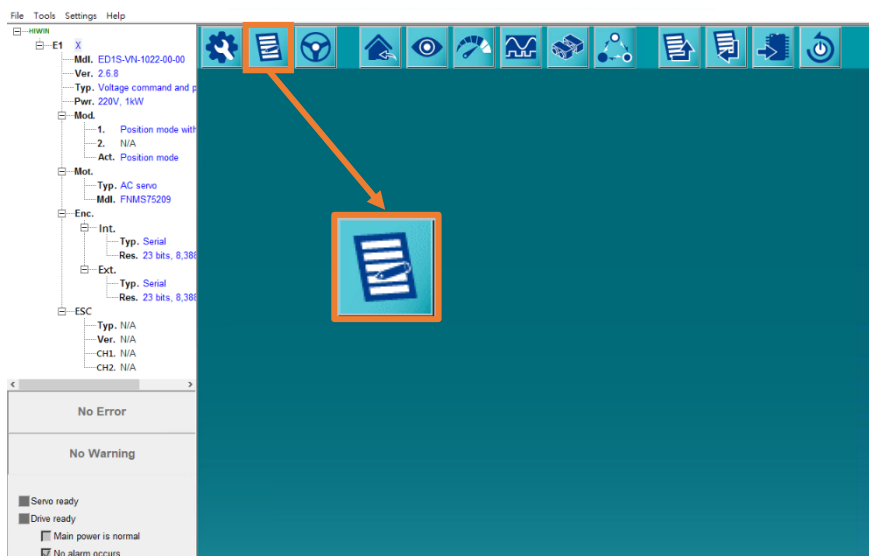 File Tools Settings Help
HIWIN
E1 X
Mdl. ED1S-VN-1022-00-00
Ver. 2.6.8
Typ. Voltage command and p
Pwr. 220V, 1kW
Mod.
1. Position mode with
2. N/A
Act. Position mode
Mot.
Typ. AC servo
Mdl. FNMS75209
Enc.
Int.
Typ. Serial
Res. 23 bits, 8,388
Ext.
Typ. Serial
Res. 23 bits, 8,388
ESC
Typ. N/A
Ver. N/A
CH1. N/A
CH2. N/A
No Error
No Warning
Servo ready
Drive ready
Main power is normal
No alarm occurs